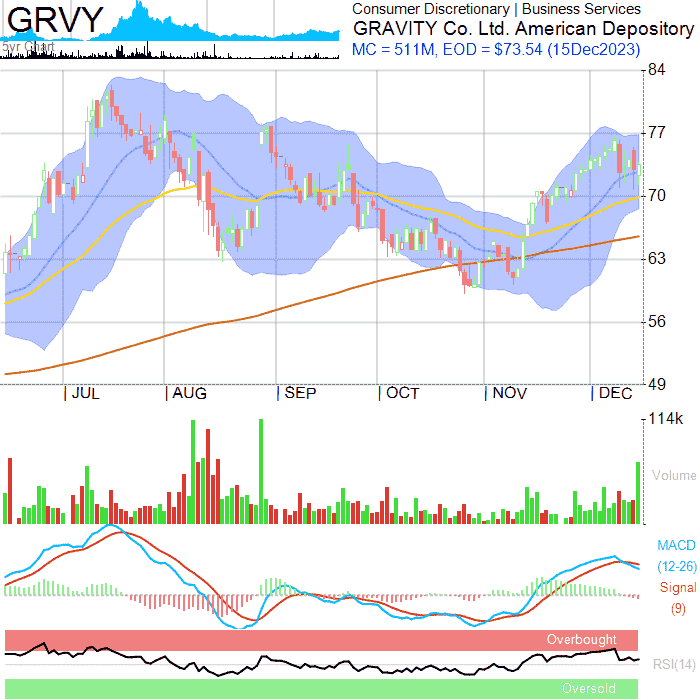 GRVY
5yr Chart
Consumer Discretionary | Business Services
GRAVITY Co. Ltd. American Depository
MC = 511M, EOD = $73.54 (15Dec2023)
84
77
70
63
56
49
JUL AUG SEP OCT NOV DEC
114k
Volume
MACD
(12-26)
Signal
(9)
Overbought
RSI(14)
Oversold